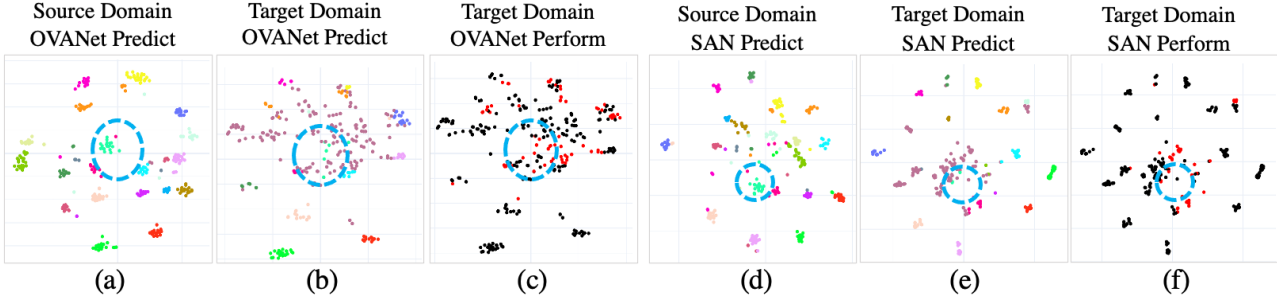 Source Domain
OVANet Predict
Target Domain
OVANet Predict
Target Domain
OVANet Perform
Source Domain
SAN Predict
Target Domain
SAN Predict
Target Domain
SAN Perform
(a)
(b)
(c)
(d)
(e)
(f)